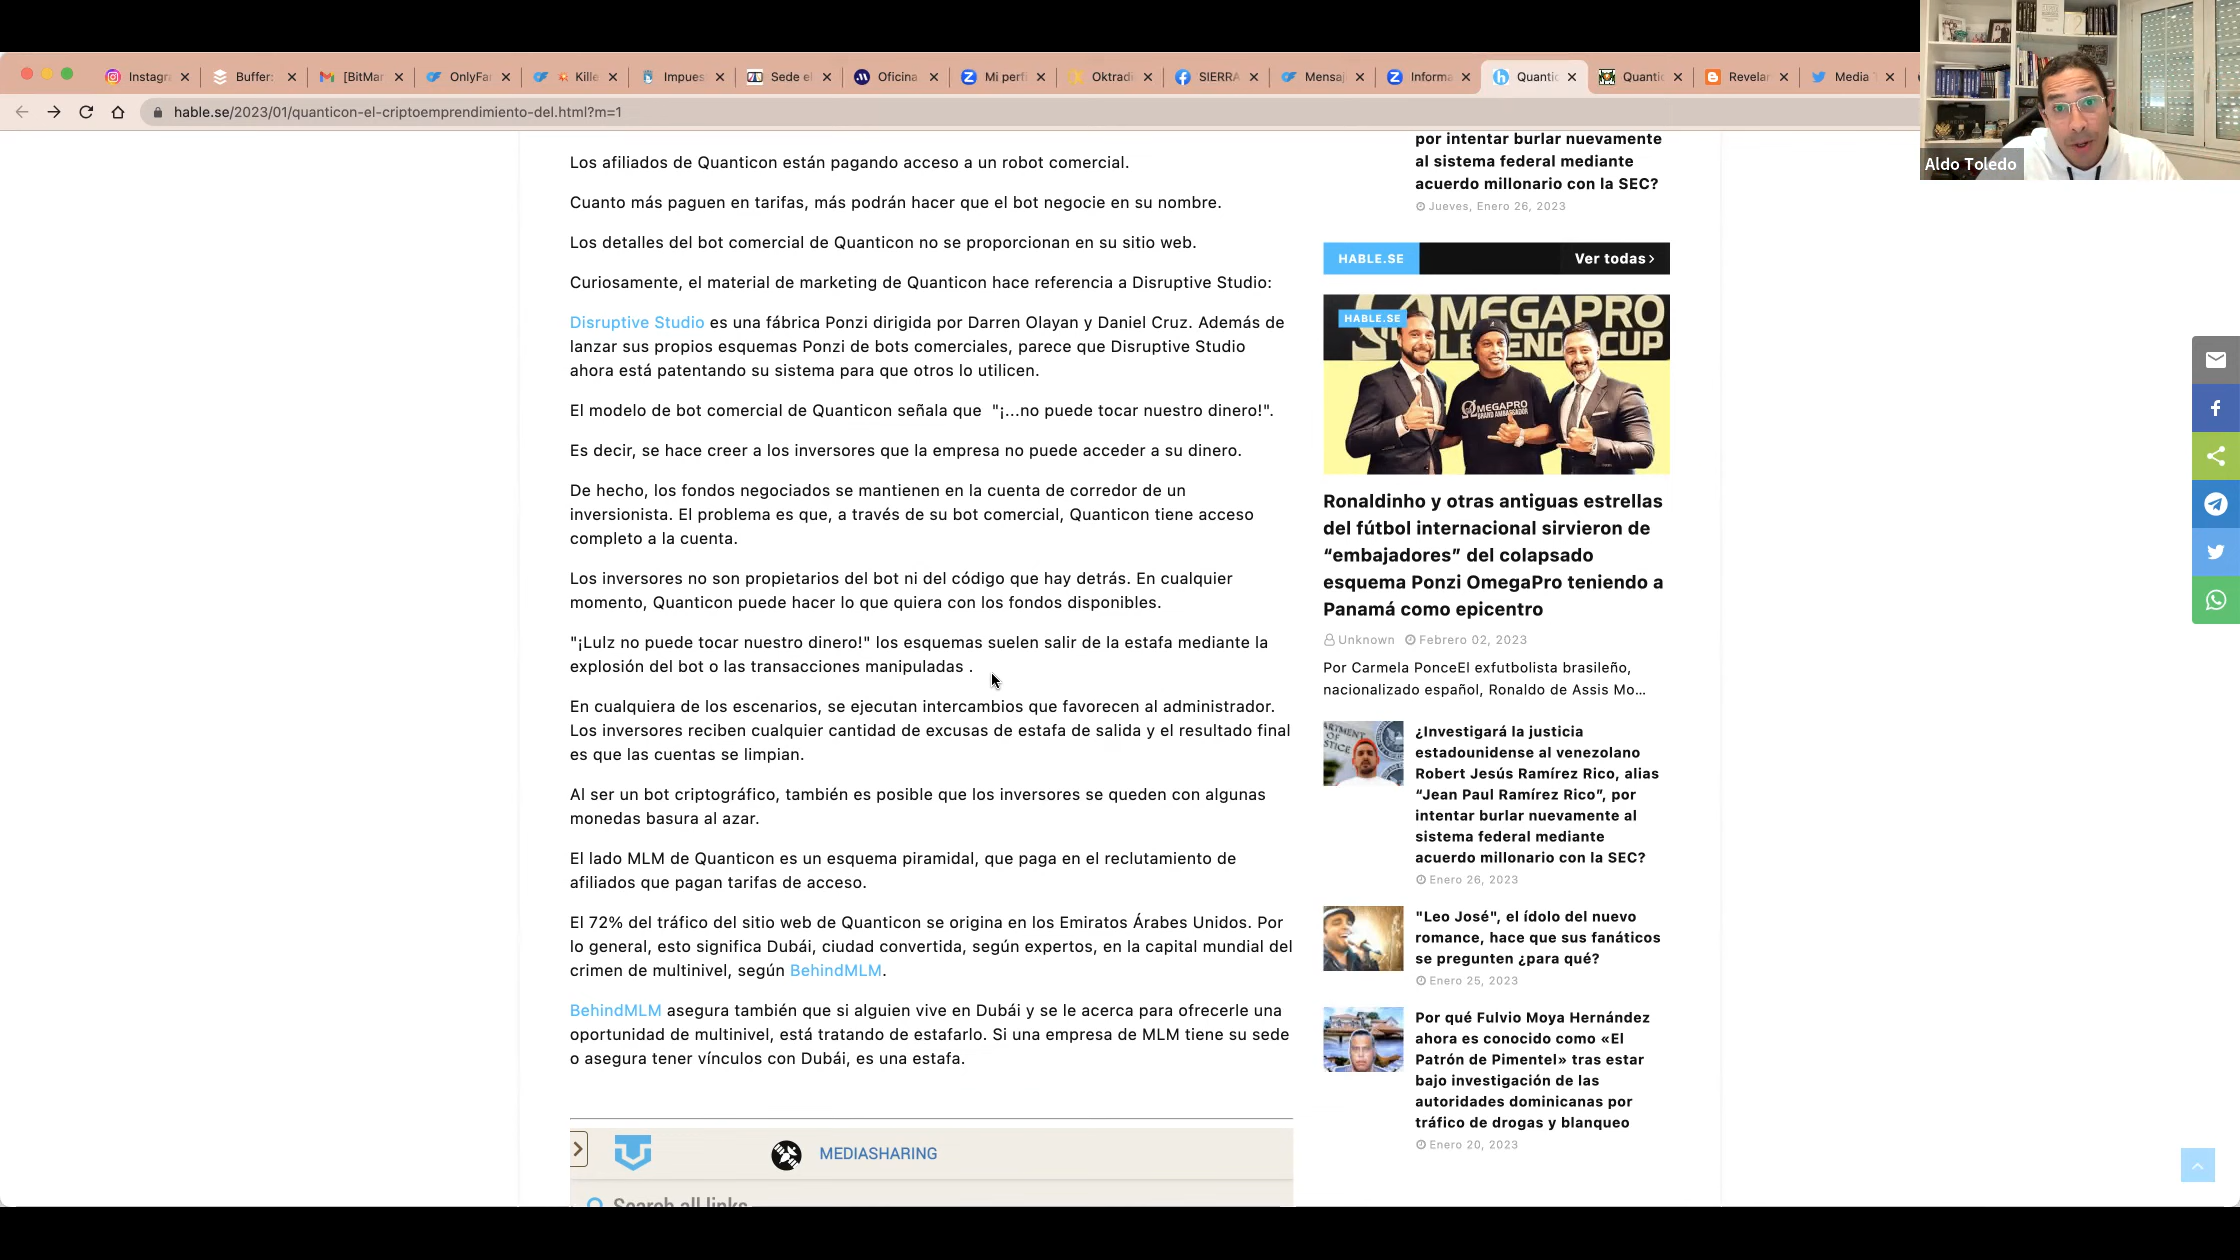 Instagr
Buffer:
[BitMar
OnlyFar
Kille
Impues
Sede el
Oficina
Mi perfi
Oktradi
SIERRA
Mensaj
Informa
Quantic
Quantic
Revelar
Media
hable.se/2023/01/quanticon-el-criptoemprendimiento-del.html?m=1
Aldo Toledo
Los afiliados de Quanticon están pagando acceso a un robot comercial.
Cuanto más paguen en tarifas, más podrán hacer que el bot negocie en su nombre.
Los detalles del bot comercial de Quanticon no se proporcionan en su sitio web.
Curiosamente, el material de marketing de Quanticon hace referencia a Disruptive Studio:
Disruptive Studio es una fábrica Ponzi dirigida por Darren Olayan y Daniel Cruz. Además de
lanzar sus propios esquemas Ponzi de bots comerciales, parece que Disruptive Studio
ahora está patentando su sistema para que otros lo utilicen.
El modelo de bot comercial de Quanticon señala que "¡...no puede tocar nuestro dinero!".
Es decir, se hace creer a los inversores que la empresa no puede acceder a su dinero.
De hecho, los fondos negociados se mantienen en la cuenta de corredor de un
inversionista. El problema es que, a través de su bot comercial, Quanticon tiene acceso
completo a la cuenta.
Los inversores no son propietarios del bot ni del código que hay detrás. En cualquier
momento, Quanticon puede hacer lo que quiera con los fondos disponibles.
"¡Lulz no puede tocar nuestro dinero!" los esquemas suelen salir de la estafa mediante la
explosión del bot o las transacciones manipuladas .
En cualquiera de los escenarios, se ejecutan intercambios que favorecen al administrador.
Los inversores reciben cualquier cantidad de excusas de estafa de salida y el resultado final
es que las cuentas se limpian.
Al ser un bot criptográfico, también es posible que los inversores se queden con algunas
monedas basura al azar.
El lado MLM de Quanticon es un esquema piramidal, que paga en el reclutamiento de
afiliados que pagan tarifas de acceso.
El 72% del tráfico del sitio web de Quanticon se origina en los Emiratos Árabes Unidos. Por
lo general, esto significa Dubái, ciudad convertida, según expertos, en la capital mundial del
crimen de multinivel, según BehindMLM.
BehindMLM asegura también que si alguien vive en Dubái y se le acerca para ofrecerle una
oportunidad de multinivel, está tratando de estafarlo. Si una empresa de MLM tiene su sede
o asegura tener vínculos con Dubái, es una estafa.
MEDIASHARING
Search all links
por intentar burlar nuevamente
al sistema federal mediante
acuerdo millonario con la SEC?
Jueves, Enero 26, 2023
HABLE.SE
Ver todas
HABLE.SE
MEGAPRO
LEGENDS CUP
OMEGAPRO
BRAND AMBASSADOR
Ronaldinho y otras antiguas estrellas
del fútbol internacional sirvieron de
“embajadores” del colapsado
esquema Ponzi OmegaPro teniendo a
Panamá como epicentro
Unknown Febrero 02, 2023
Por Carmela PonceEl exfutbolista brasileño,
nacionalizado español, Ronaldo de Assis Mo...
¿Investigará la justicia
estadounidense al venezolano
Robert Jesús Ramírez Rico, alias
“Jean Paul Ramírez Rico”, por
intentar burlar nuevamente al
sistema federal mediante
acuerdo millonario con la SEC?
Enero 26, 2023
"Leo José", el ídolo del nuevo
romance, hace que sus fanáticos
se pregunten ¿para qué?
Enero 25, 2023
Por qué Fulvio Moya Hernández
ahora es conocido como «El
Patrón de Pimentel» tras estar
bajo investigación de las
autoridades dominicanas por
tráfico de drogas y blanqueo
Enero 20, 2023